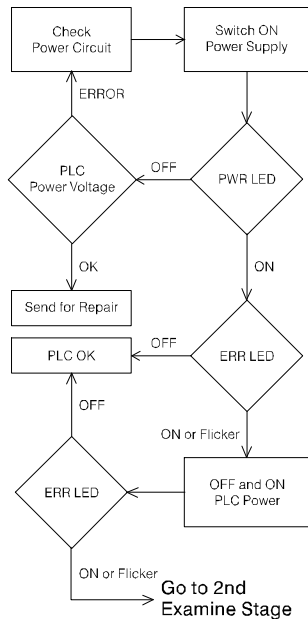 Check
Power Circuit
Switch ON
Power Supply
ERROR
PLC
Power Voltage
OFF
PWR LED
OK
ON
Send for Repair
PLC OK
OFF
ERR LED
OFF
ON or Flicker
ERR LED
OFF and ON
PLC Power
ON or Flicker
Go to 2nd
Examine Stage